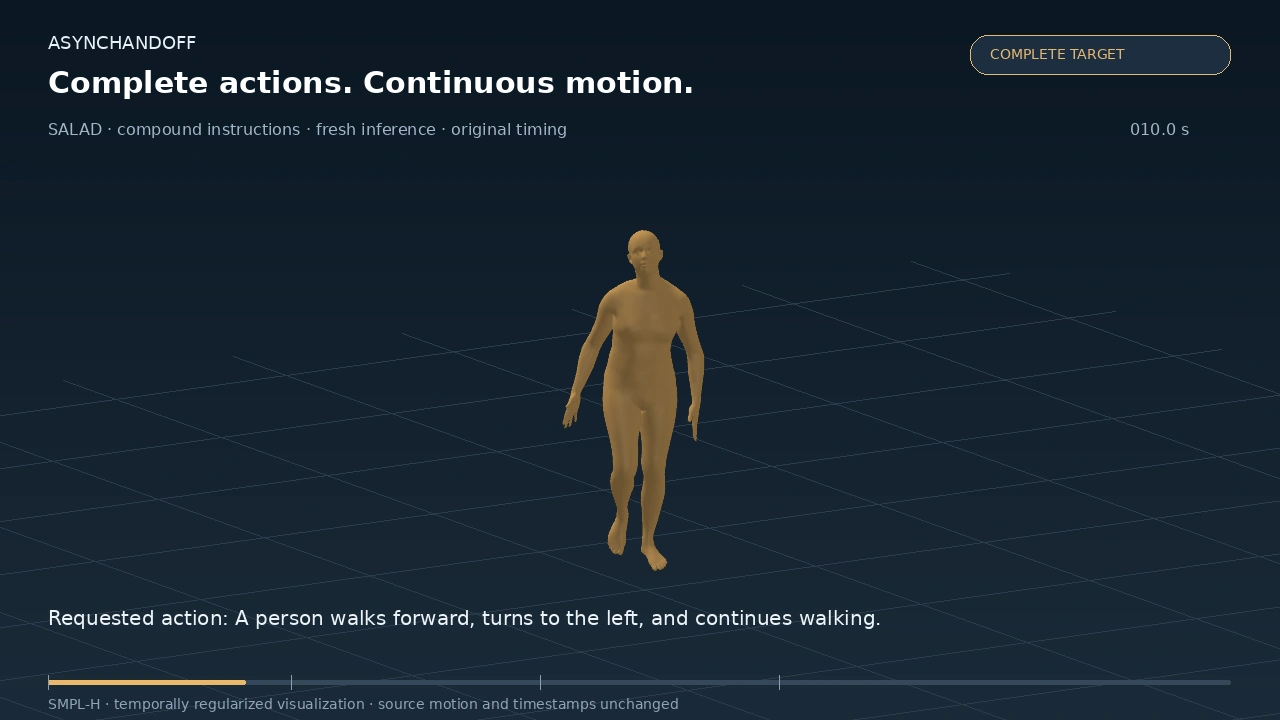 ASYNCHANDOFF
COMPLETE TARGET
Complete actions. Continuous motion.
SALAD · compound instructions · fresh inference · original timing
010.0 s
Requested action: A person walks forward, turns to the left, and continues walking.
SMPL-H · temporally regularized visualization · source motion and timestamps unchanged